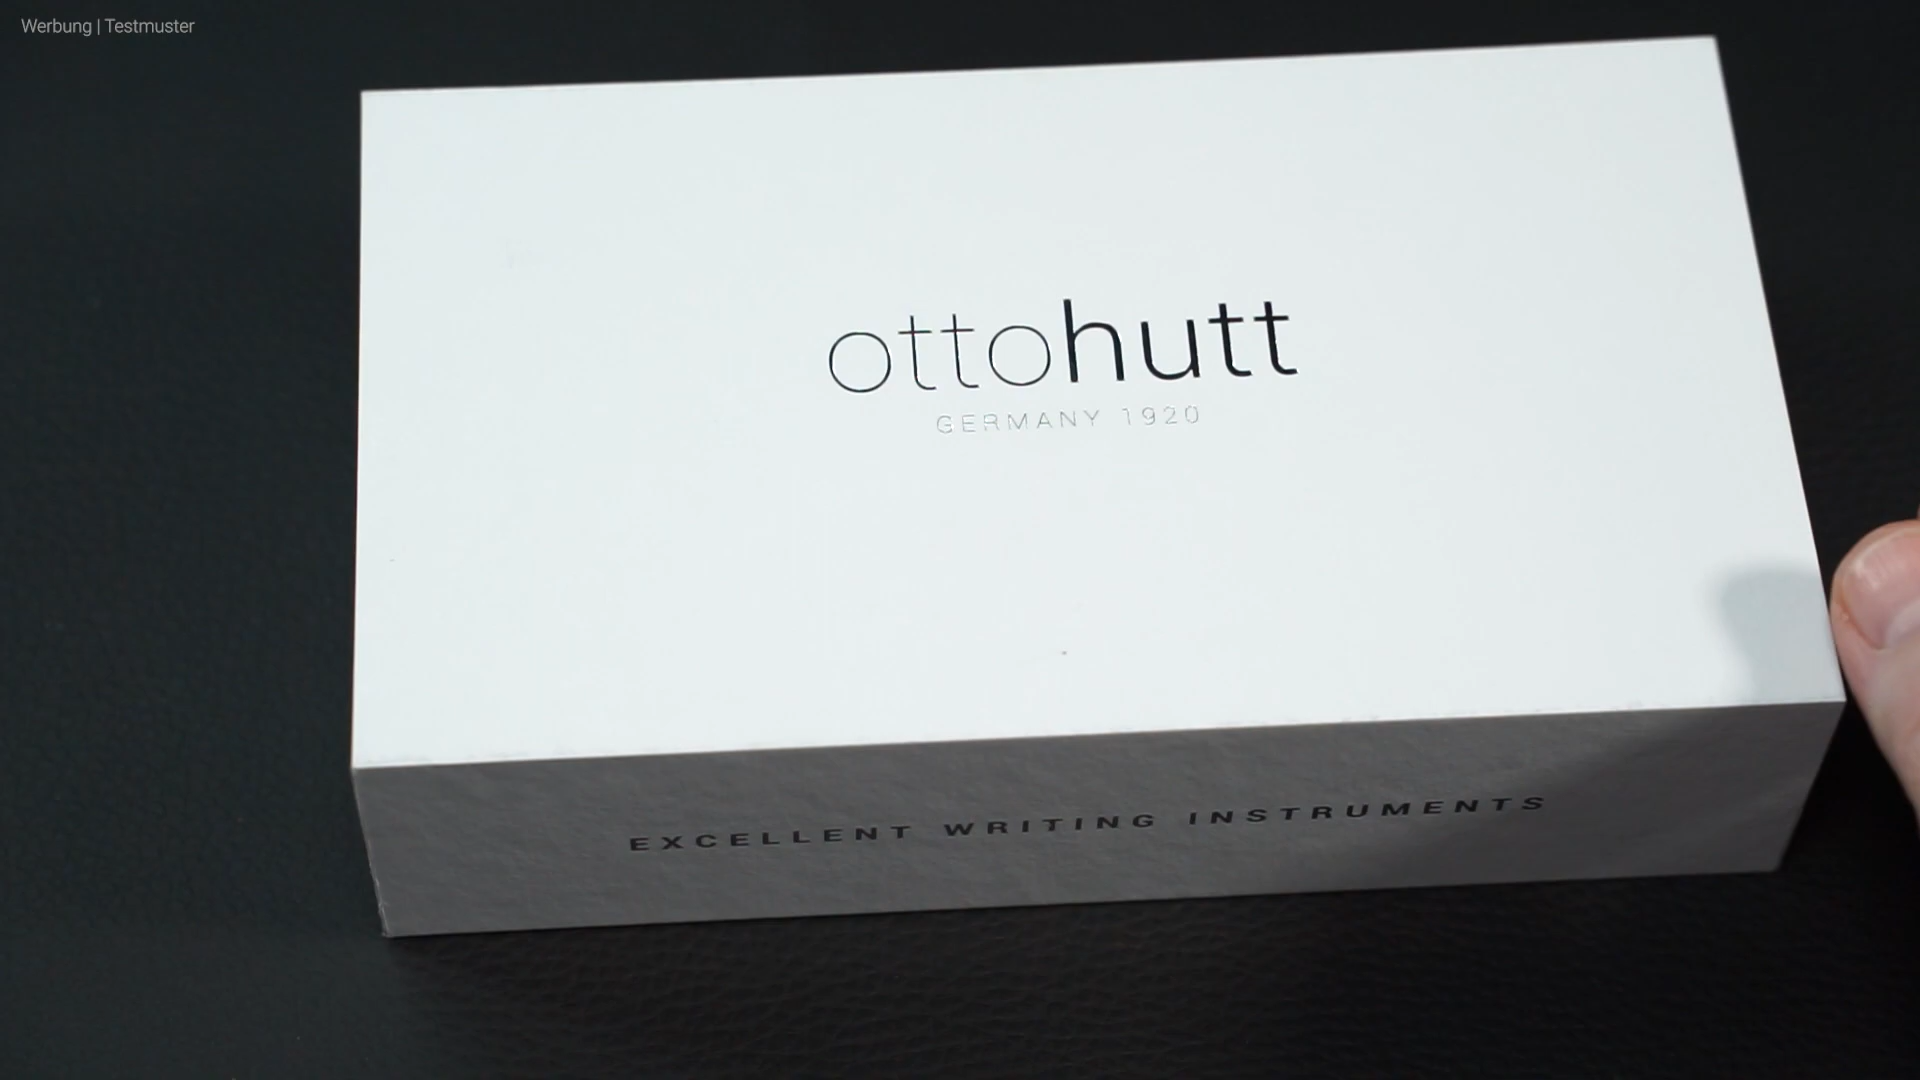 Werbung | Testmuster
ottohutt
GERMANY 1920
EXCELLENT WRITING INSTRUMENTS